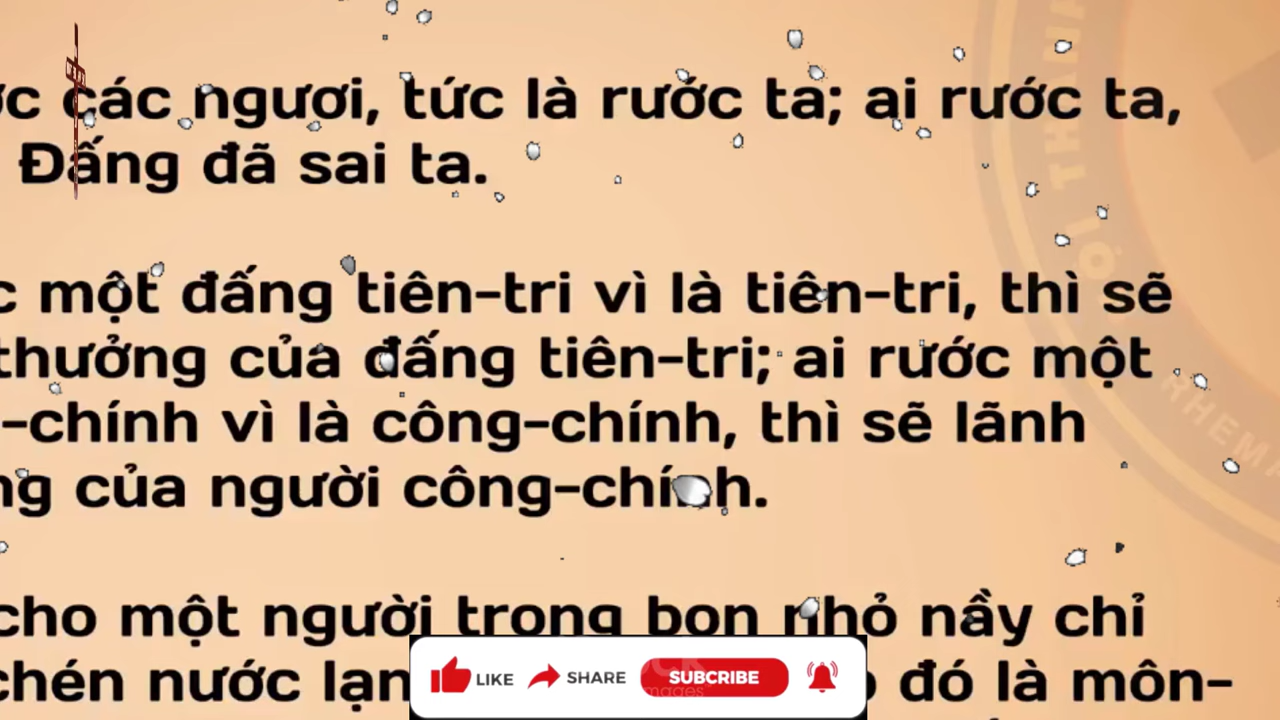 các ngươi, tức là rước ta; ai rước ta,
Đấng đã sai ta.
một đấng tiên-tri vì là tiên-tri, thì sẽ
thưởng của đấng tiên-tri; ai rước một
-chính vì là công-chính, thì sẽ lãnh
của người công-chính.
cho một người trong bọn nhỏ nầy chỉ
chén nước lạn
đó là môn-
LIKE SHARE SUBSCRIBE
RHEMA